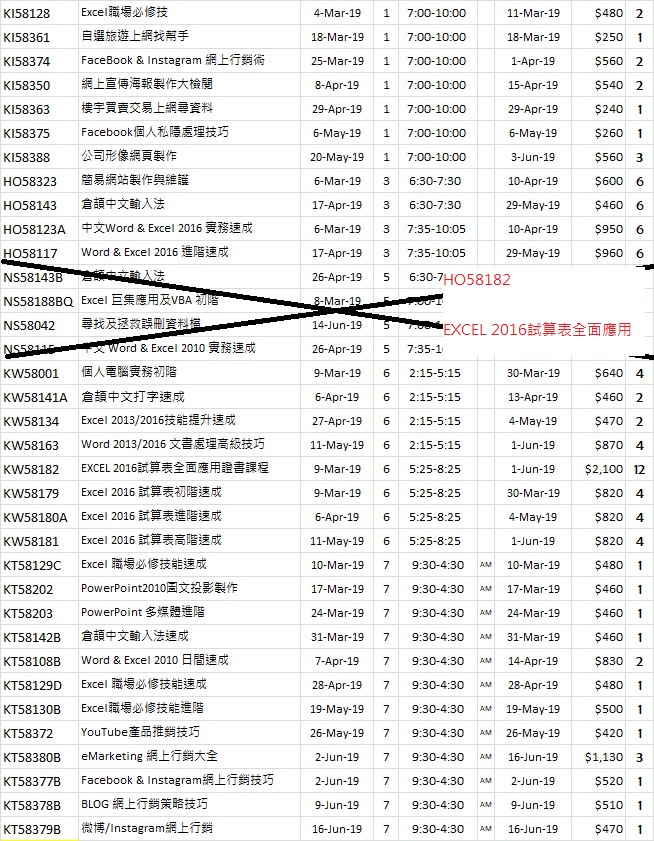 KI58128 Excel職場必修技 4-Mar-19 1 7:00-10:00 11-Mar-19 $480 2
KI58361 自選旅遊上網找幫手 18-Mar-19 1 7:00-10:00 18-Mar-19 $250 1
KI58374 FaceBook & Instagram 網上行銷術 25-Mar-19 1 7:00-10:00 1-Apr-19 $560 2
KI58350 網上宣傳海報製作大檢閱 8-Apr-19 1 7:00-10:00 15-Apr-19 $540 2
KI58363 樓宇買賣交易上網尋資料 29-Apr-19 1 7:00-10:00 29-Apr-19 $240 1
KI58375 Facebook個人私隱處理技巧 6-May-19 1 7:00-10:00 6-May-19 $260 1
KI58388 公司形像網頁製作 20-May-19 1 7:00-10:00 3-Jun-19 $560 3
HO58323 簡易網站製作與維護 6-Mar-19 3 6:30-7:30 10-Apr-19 $600 6
HO58143 倉頡中文輸入法 17-Apr-19 3 6:30-7:30 29-May-19 $460 6
HO58123A 中文Word & Excel 2016 實務速成 6-Mar-19 3 7:35-10:05 10-Apr-19 $950 6
HO58117 Word & Excel 2016 進階速成 17-Apr-19 3 7:35-10:05 29-May-19 $960 6
NS58143B 倉頡中文輸入法 26-Apr-19 5 6:30-7
HO58182
NS58188BQ Excel 巨集應用及VBA 初階 8-Mar-19 5
NS58042 尋找及拯救誤刪資料檔 14-Jun-19 5
EXCEL 2016試算表全面應用
NS58115 中文 Word & Excel 2010 實務速成 26-Apr-19 5 7:35-1
KW58001 個人電腦實務初階 9-Mar-19 6 2:15-5:15 30-Mar-19 $640 4
KW58141A 倉頡中文打字速成 6-Apr-19 6 2:15-5:15 13-Apr-19 $460 2
KW58134 Excel 2013/2016技能提升速成 27-Apr-19 6 2:15-5:15 4-May-19 $470 2
KW58163 Word 2013/2016 文書處理高級技巧 11-May-19 6 2:15-5:15 1-Jun-19 $870 4
KW58182 EXCEL 2016試算表全面應用證書課程 9-Mar-19 6 5:25-8:25 1-Jun-19 $2,100 12
KW58179 Excel 2016 試算表初階速成 9-Mar-19 6 5:25-8:25 30-Mar-19 $820 4
KW58180A Excel 2016 試算表進階速成 6-Apr-19 6 5:25-8:25 4-May-19 $820 4
KW58181 Excel 2016 試算表高階速成 11-May-19 6 5:25-8:25 1-Jun-19 $820 4
KT58129C Excel 職場必修技能速成 10-Mar-19 7 9:30-4:30 AM 10-Mar-19 $480 1
KT58202 PowerPoint2010圖文投影製作 17-Mar-19 7 9:30-4:30 AM 17-Mar-19 $460 1
KT58203 PowerPoint 多媒體進階 24-Mar-19 7 9:30-4:30 AM 24-Mar-19 $460 1
KT58142B 倉頡中文輸入法速成 31-Mar-19 7 9:30-4:30 AM 31-Mar-19 $460 1
KT58108B Word & Excel 2010 日間速成 7-Apr-19 7 9:30-4:30 AM 14-Apr-19 $830 2
KT58129D Excel 職場必修技能速成 28-Apr-19 7 9:30-4:30 AM 28-Apr-19 $480 1
KT58130B Excel職場必修技能進階 19-May-19 7 9:30-4:30 AM 19-May-19 $500 1
KT58372 YouTube產品推銷技巧 26-May-19 7 9:30-4:30 AM 26-May-19 $420 1
KT58380B eMarketing 網上行銷大全 2-Jun-19 7 9:30-4:30 AM 16-Jun-19 $1,130 3
KT58377B Facebook & Instagram網上行銷技巧 2-Jun-19 7 9:30-4:30 AM 2-Jun-19 $520 1
KT58378B BLOG 網上行銷策略技巧 9-Jun-19 7 9:30-4:30 AM 9-Jun-19 $510 1
KT58379B 微博/Instagram網上行銷 16-Jun-19 7 9:30-4:30 AM 16-Jun-19 $470 1